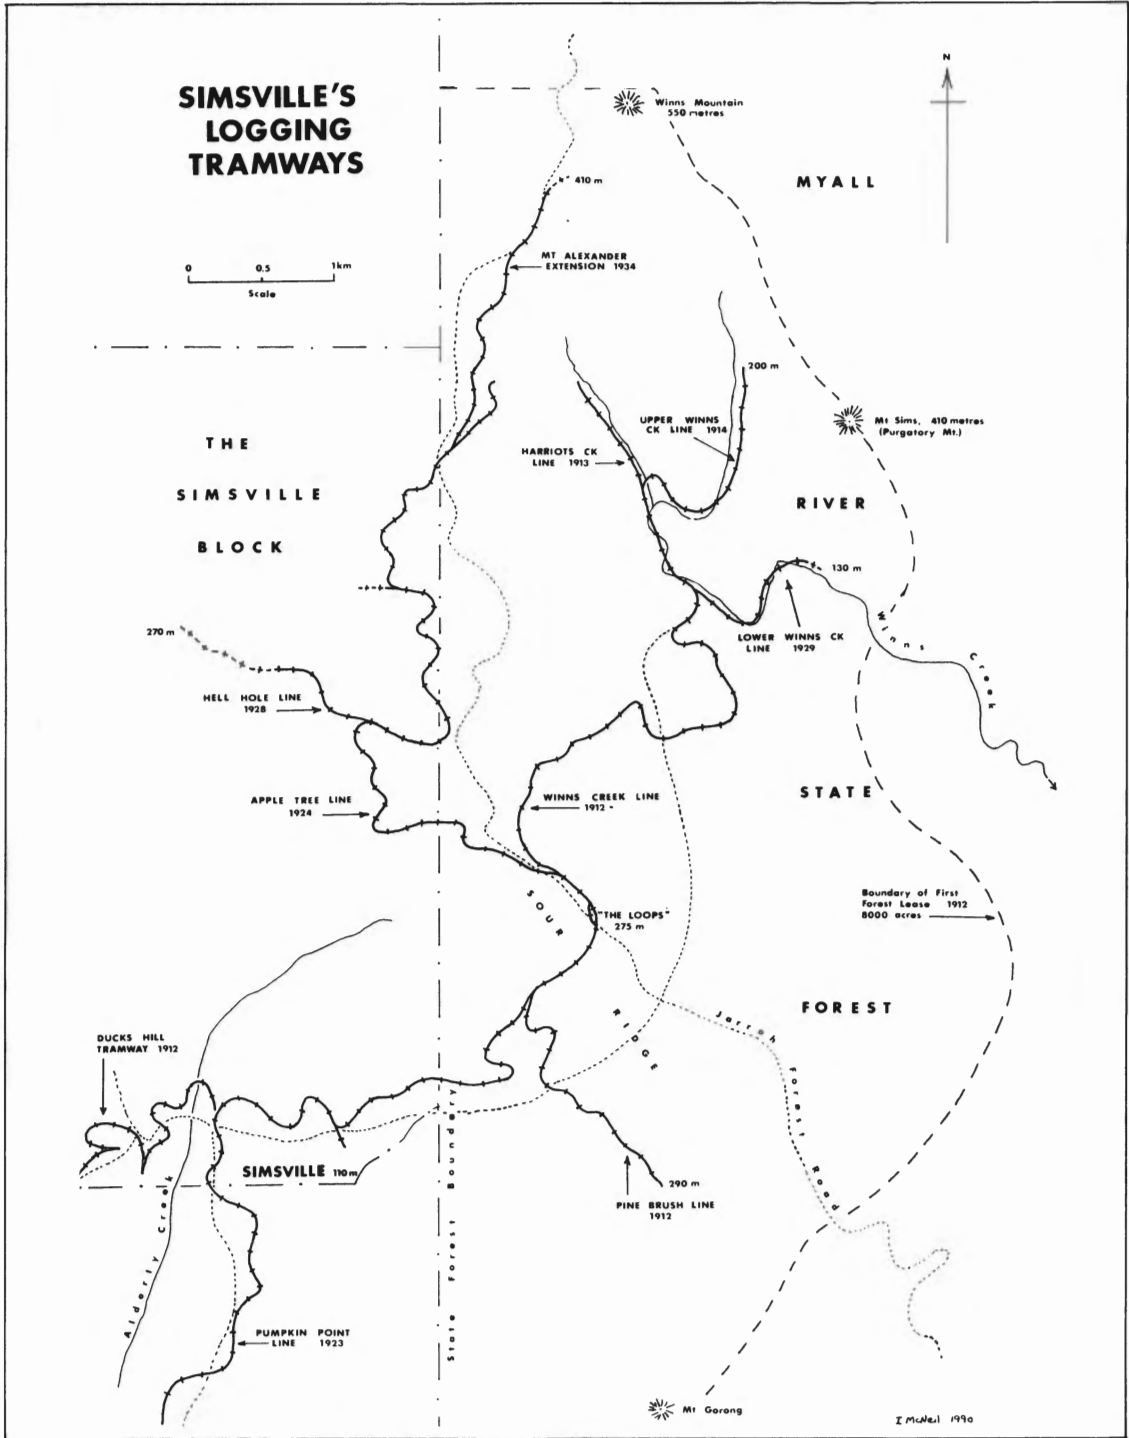 SIMSVILLE'S
LOGGING
TRAMWAYS
N
Winns Mountain
550 metres
MYALL
410 m
0 0.5 1km
Scale
MT ALEXANDER
EXTENSION 1934
200 m
UPPER WINNS
CK LINE 1914
Mt Sims, 410 metres
(Purgatory Mt.)
THE
SIMSVILLE
BLOCK
HARRIOTS CK
LINE 1913
RIVER
130 m
270 m
LOWER WINNS CK
LINE 1929
Winns Creek
HELL HOLE LINE
1928
APPLE TREE LINE
1924
WINNS CREEK LINE
1912 -
STATE
Boundary of First
Forest Lease 1912
8000 acres
"THE LOOPS"
275 m
SOUR RIDGE
FOREST
Jarrah Forest Road
DUCKS HILL
TRAMWAY 1912
SIMSVILLE 110m
290 m
PINE BRUSH LINE
1912
Alderly Creek
State Forest Boundary
PUMPKIN POINT
LINE 1923
Mt Gorong
I McNeil 1990